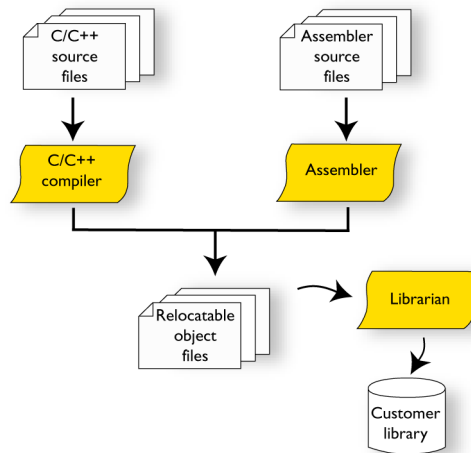 C/C++
source
files
Assembler
source
files
C/C++
compiler
Assembler
Relocatable
object
files
Librarian
Customer
library